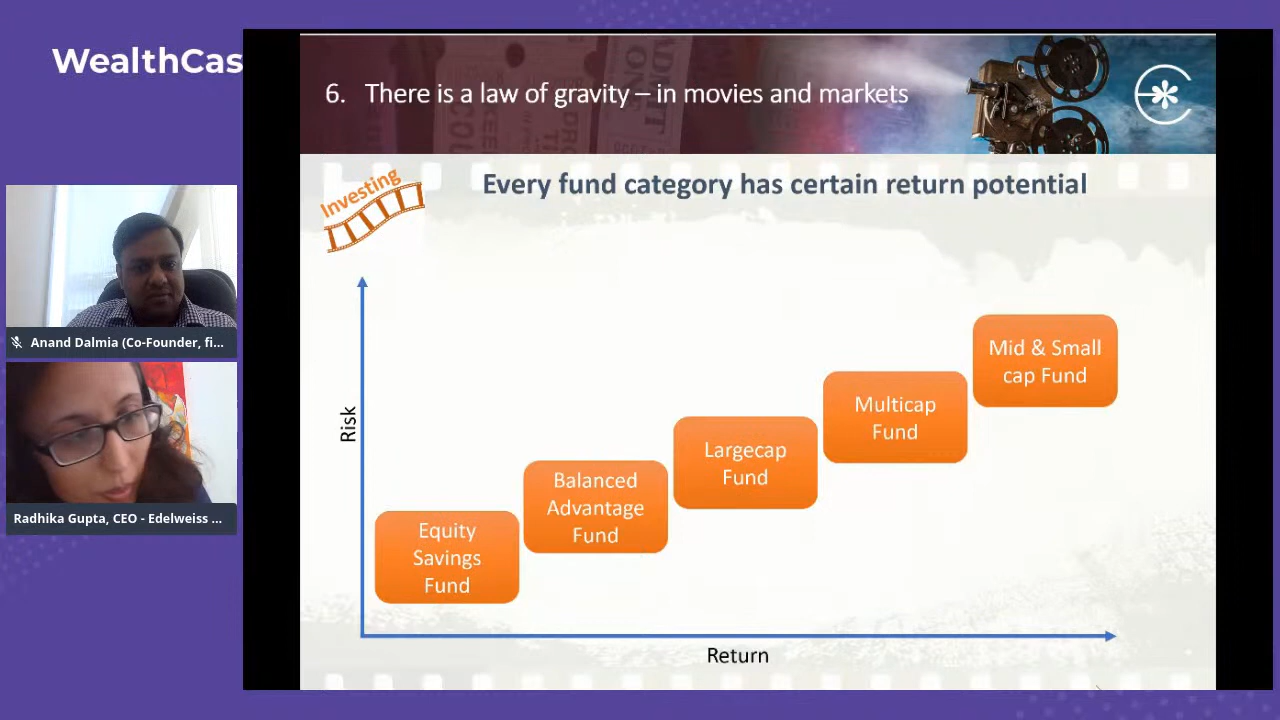 WealthCas
6. There is a law of gravity – in movies and markets
Investing
Every fund category has certain return potential
Risk
Mid & Small
cap Fund
Multicap
Fund
Largecap
Fund
Balanced
Advantage
Fund
Equity
Savings
Fund
Return
Anand Dalmia (Co-Founder, fi...
Radhika Gupta, CEO - Edelweiss ...